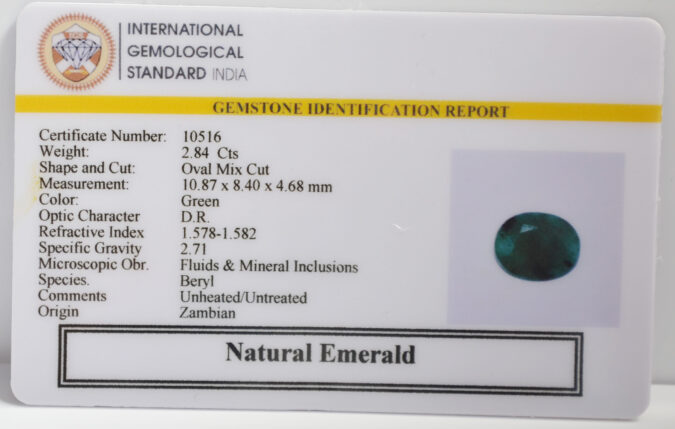 INTERNATIONAL
GEMOLOGICAL
STANDARD INDIA
GEMSTONE IDENTIFICATION REPORT
Certificate Number: 10516
Weight: 2.84 Cts
Shape and Cut: Oval Mix Cut
Measurement: 10.87 x 8.40 x 4.68 mm
Color: Green
Optic Character D.R.
Refractive Index 1.578-1.582
Specific Gravity 2.71
Microscopic Obr. Fluids & Mineral Inclusions
Species. Beryl
Comments Unheated/Untreated
Origin Zambian
Natural Emerald